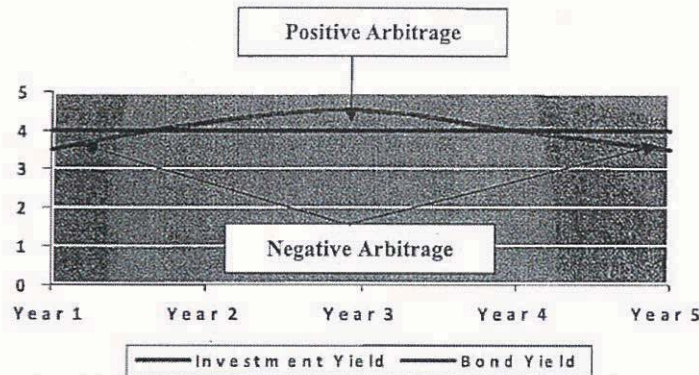 Positive Arbitrage
5
4
3
2
1
0
Negative Arbitrage
Year 1 Year 2 Year 3 Year 4 Year 5
Investment Yield Bond Yield